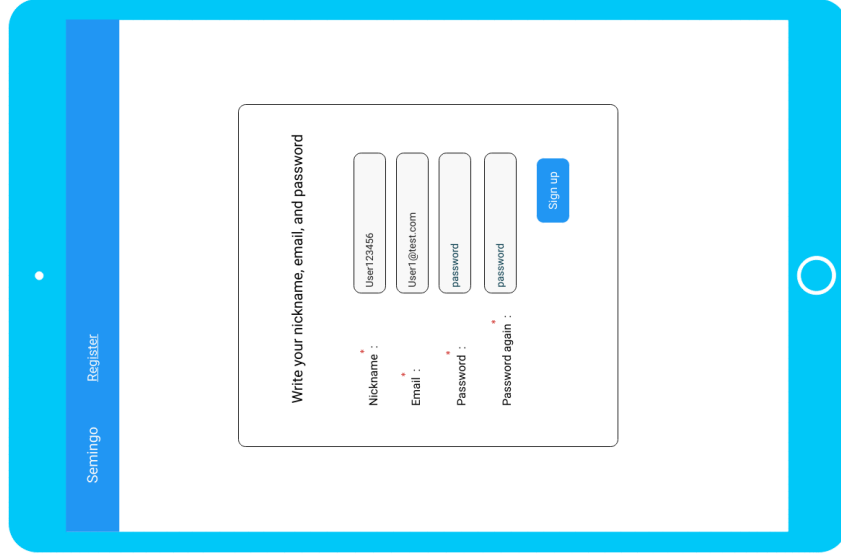 Semingo Register
Write your nickname, email, and password
Nickname * : User123456
Email * : User1@test.com
Password * : password
Password again * : password
Sign up